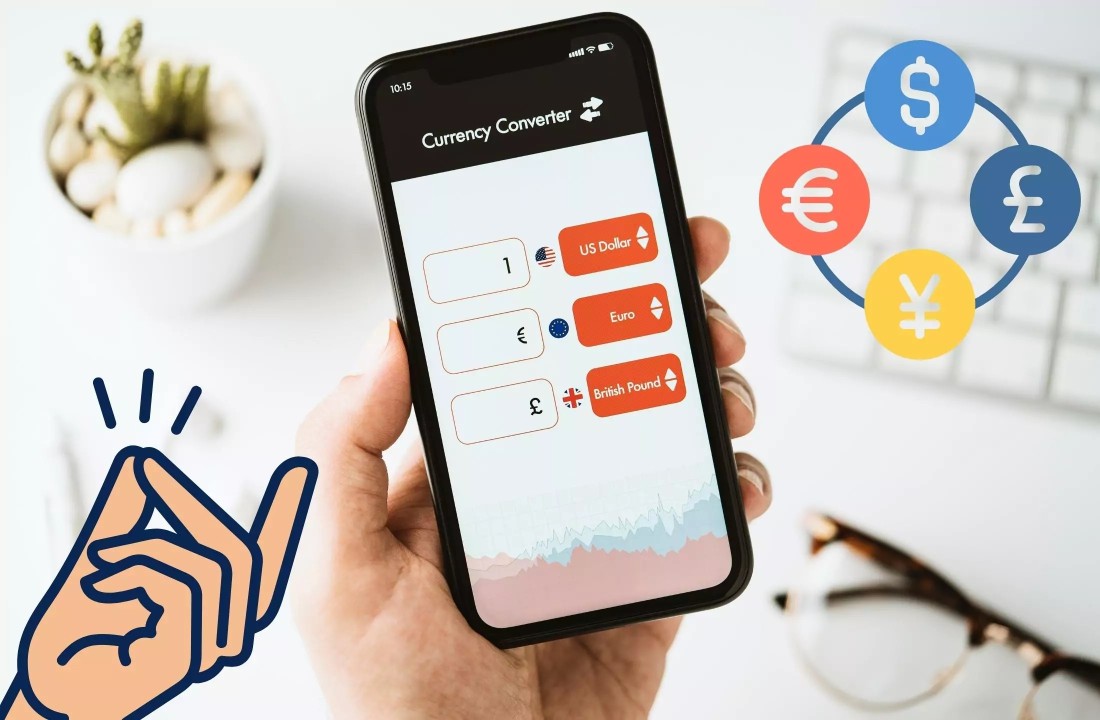 10:15
Currency Converter
1
US Dollar
€
Euro
£
British Pound
$
€
£
¥